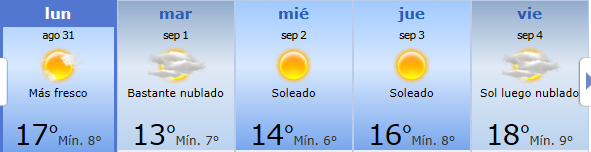 lun
ago 31
Más fresco
17° Mín. 8°
mar
sep 1
Bastante nublado
13° Mín. 7°
mié
sep 2
Soleado
14° Mín. 6°
jue
sep 3
Soleado
16° Mín. 8°
vie
sep 4
Sol luego nublado
18° Mín. 9°